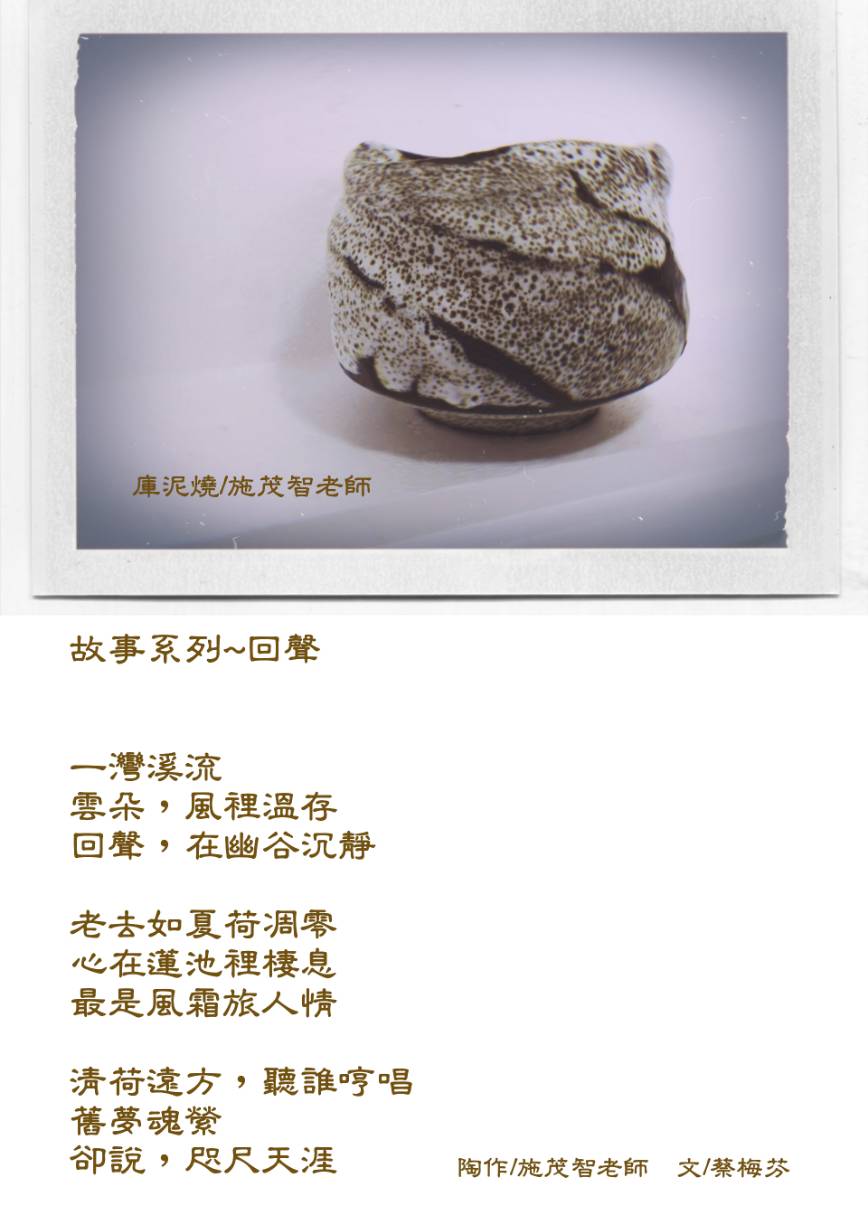 庫泥燒/施茂智老師
故事系列~回聲
一灣溪流
雲朵，風裡溫存
回聲，在幽谷沉靜
老去如夏荷凋零
心在蓮池裡棲息
最是風霜旅人情
清荷遠方，聽誰哼唱
舊夢魂縈
卻說，咫尺天涯
陶作/施茂智老師　文/蔡梅芬